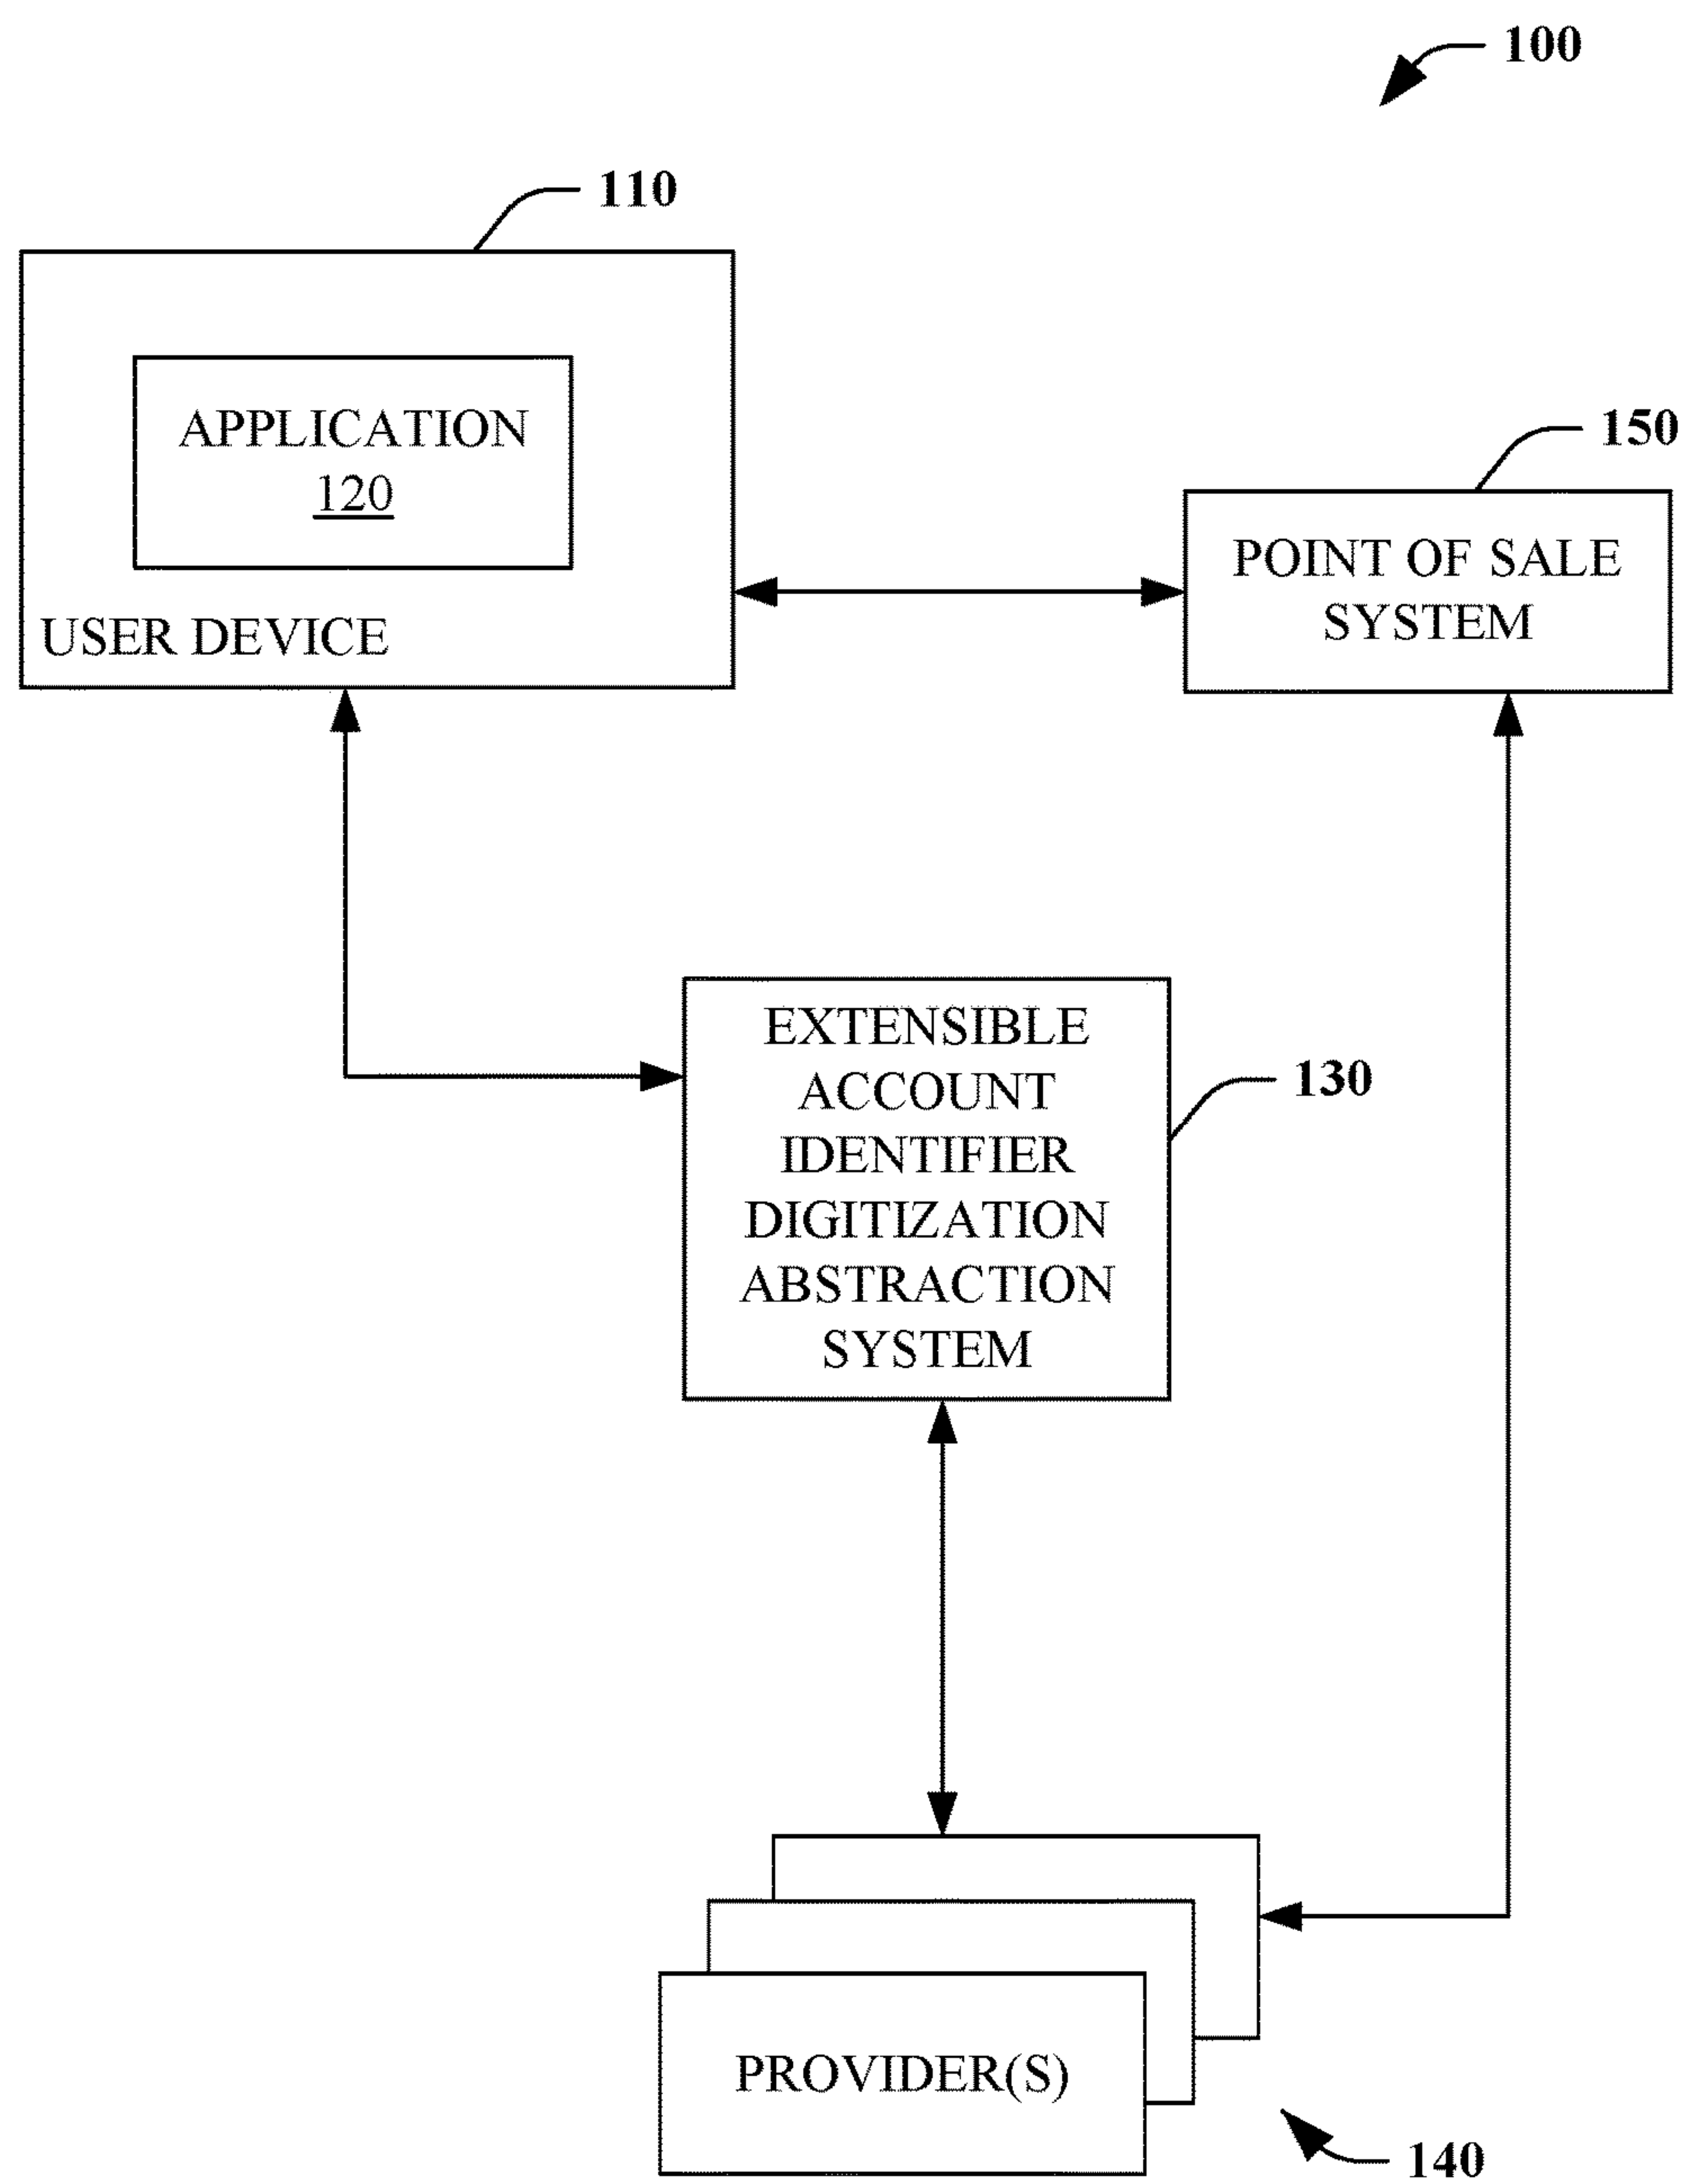 100
110
APPLICATION
120
USER DEVICE
150
POINT OF SALE
SYSTEM
EXTENSIBLE
ACCOUNT
IDENTIFIER
DIGITIZATION
ABSTRACTION
SYSTEM
130
PROVIDER(S)
140